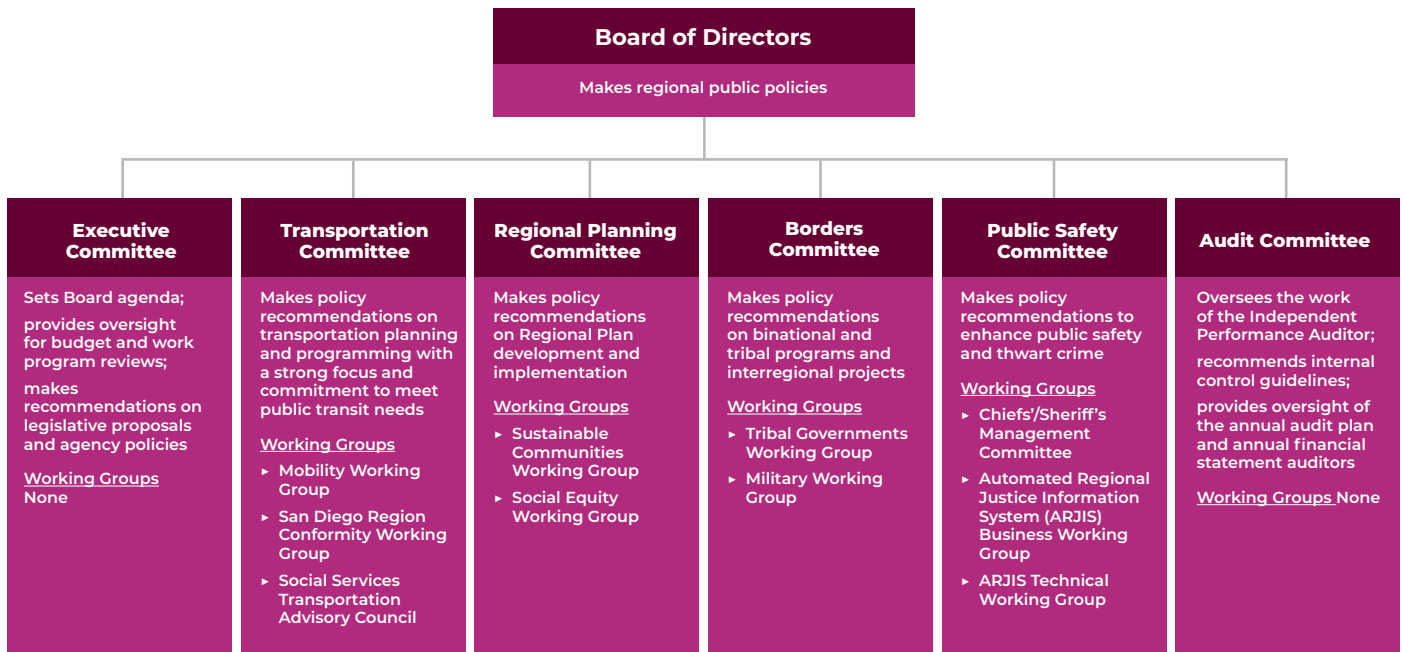 Board of Directors
Makes regional public policies
Executive
Committee
Sets Board agenda;
provides oversight
for budget and work
program reviews;
makes
recommendations on
legislative proposals
and agency policies
Working Groups
None
Transportation
Committee
Makes policy
recommendations on
transportation planning
and programming with
a strong focus and
commitment to meet
public transit needs
Working Groups
▸ Mobility Working
Group
▸ San Diego Region
Conformity Working
Group
▸ Social Services
Transportation
Advisory Council
Regional Planning
Committee
Makes policy
recommendations
on Regional Plan
development and
implementation
Working Groups
▸ Sustainable
Communities
Working Group
▸ Social Equity
Working Group
Borders
Committee
Makes policy
recommendations
on binational and
tribal programs and
interregional projects
Working Groups
▸ Tribal Governments
Working Group
▸ Military Working
Group
Public Safety
Committee
Makes policy
recommendations to
enhance public safety
and thwart crime
Working Groups
▸ Chiefs’/Sheriff’s
Management
Committee
▸ Automated Regional
Justice Information
System (ARJIS)
Business Working
Group
▸ ARJIS Technical
Working Group
Audit Committee
Oversees the work
of the Independent
Performance Auditor;
recommends internal
control guidelines;
provides oversight of
the annual audit plan
and annual financial
statement auditors
Working Groups None